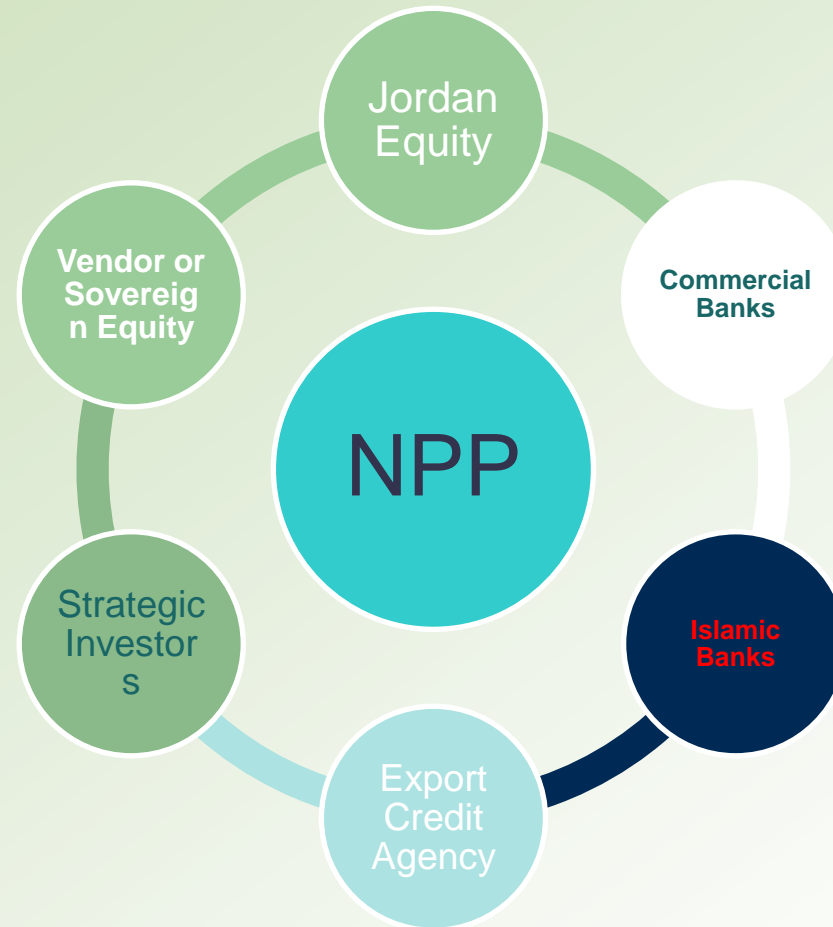 Jordan
Equity
Commercial
Banks
Islamic
Banks
Export
Credit
Agency
Strategic
Investor
s
Vendor or
Sovereig
n Equity
NPP